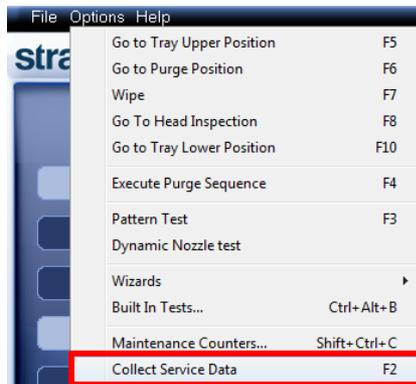 File Options Help
stra
Go to Tray Upper Position F5
Go to Purge Position F6
Wipe F7
Go To Head Inspection F8
Go to Tray Lower Position F10
Execute Purge Sequence F4
Pattern Test F3
Dynamic Nozzle test
Wizards
Built In Tests... Ctrl+Alt+B
Maintenance Counters... Shift+Ctrl+C
Collect Service Data F2